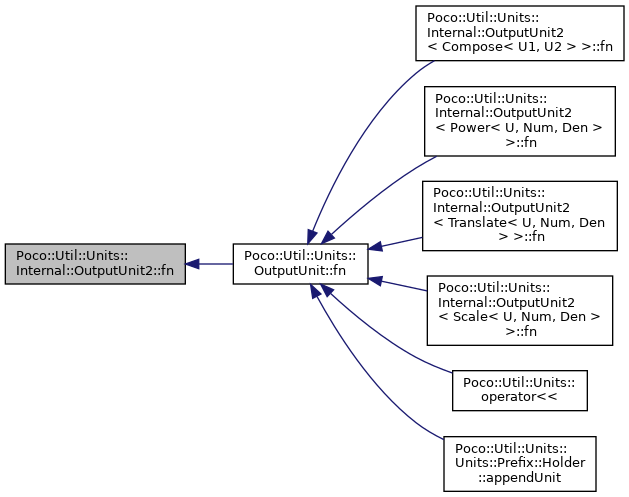 Poco::Util::Units::
Internal::OutputUnit2
< Compose< U1, U2 > >::fn
Poco::Util::Units::
Internal::OutputUnit2
< Power< U, Num, Den >
>::fn
Poco::Util::Units::
Internal::OutputUnit2
< Translate< U, Num, Den
> >::fn
Poco::Util::Units::
Internal::OutputUnit2::fn
Poco::Util::Units::
OutputUnit::fn
Poco::Util::Units::
Internal::OutputUnit2
< Scale< U, Num, Den >
>::fn
Poco::Util::Units::
operator<<
Poco::Util::Units::
Units::Prefix::Holder
::appendUnit